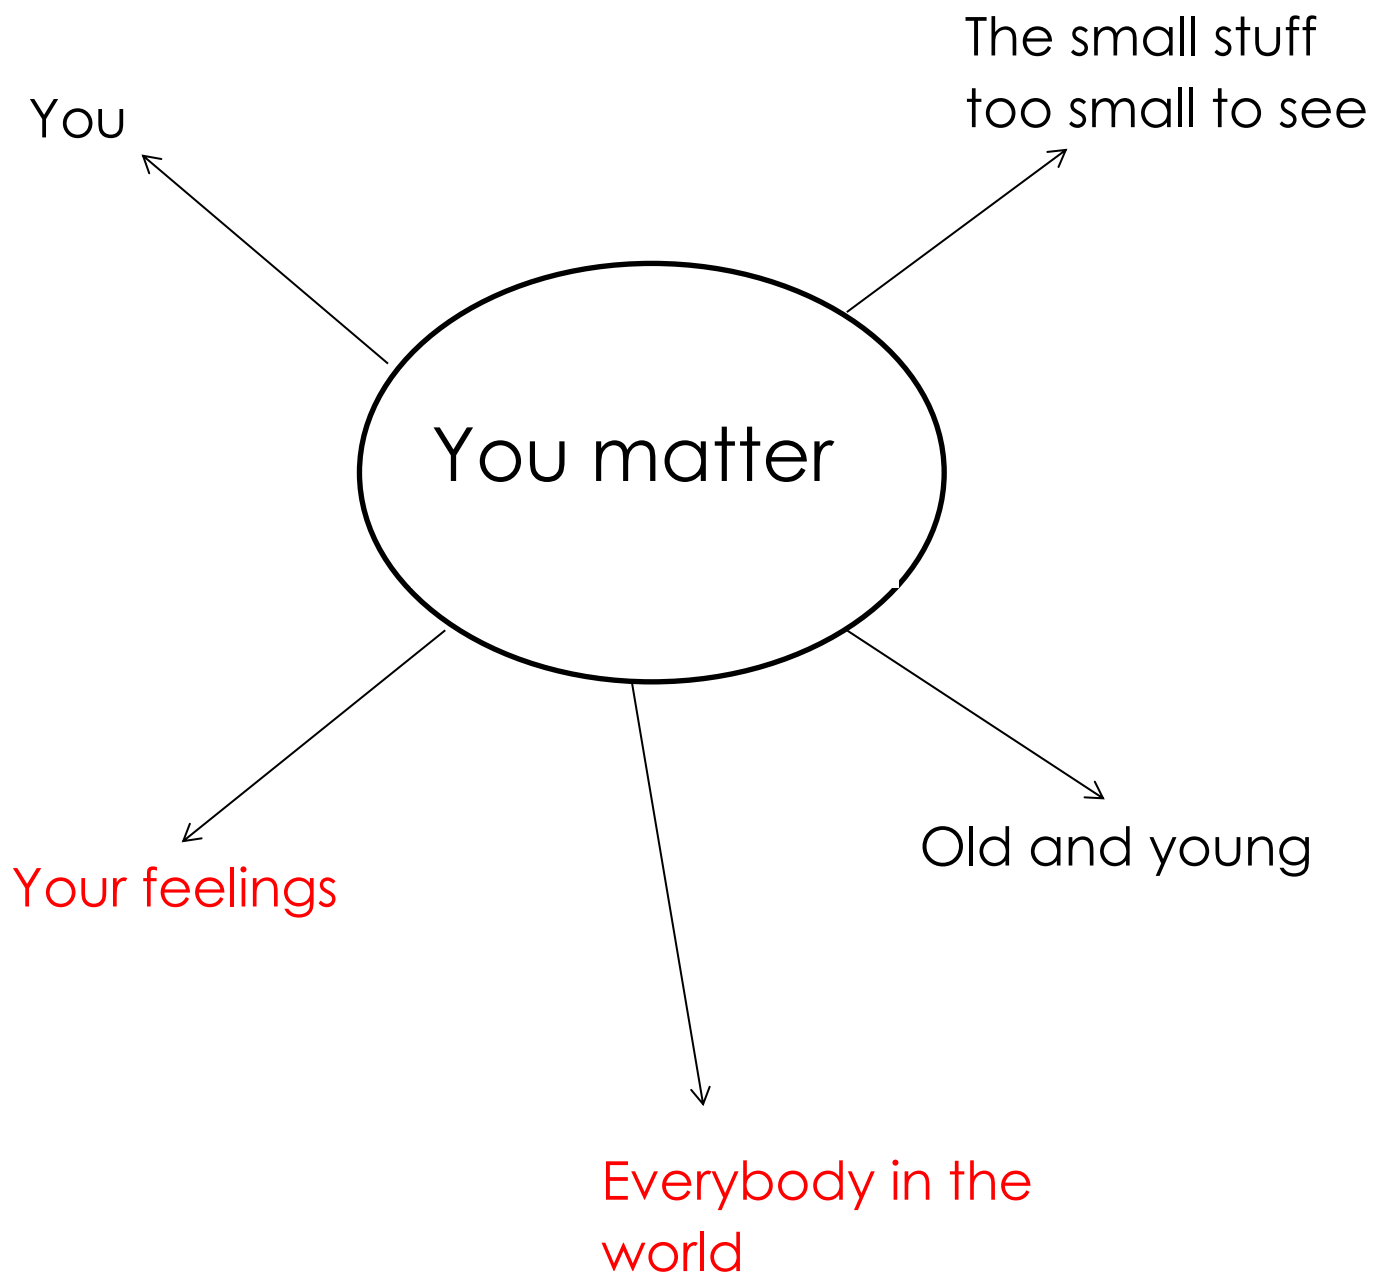 The small stuff
too small to see
You
You matter
Old and young
Your feelings
Everybody in the
world